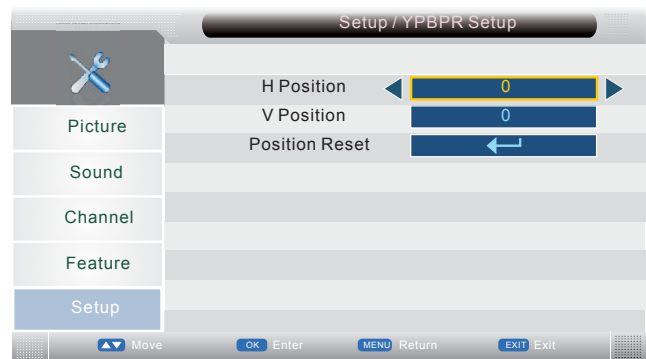 Setup / YPBPR Setup
H Position 0
V Position 0
Position Reset
Picture
Sound
Channel
Feature
Setup
Move OK Enter MENU Return EXIT Exit